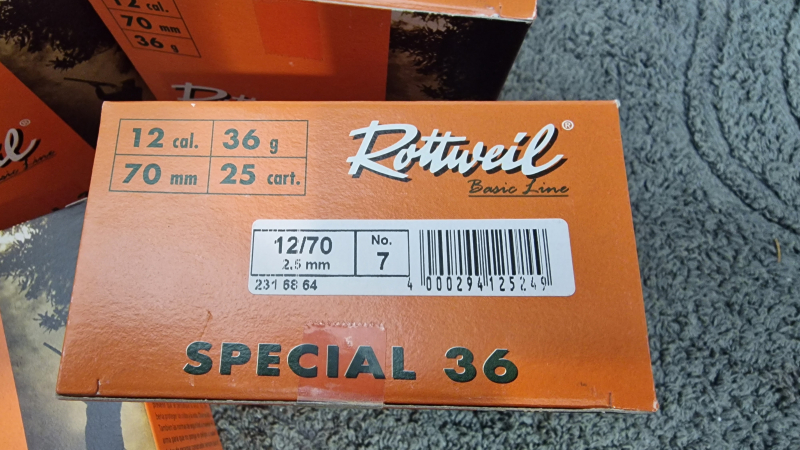 12 cal.
70 mm
36 g
12 cal. 36 g
70 mm 25 cart.
Rottweil®
Basic Line
12/70 No.
2.5 mm 7
231 68 64
4 000294 125249
SPECIAL 36